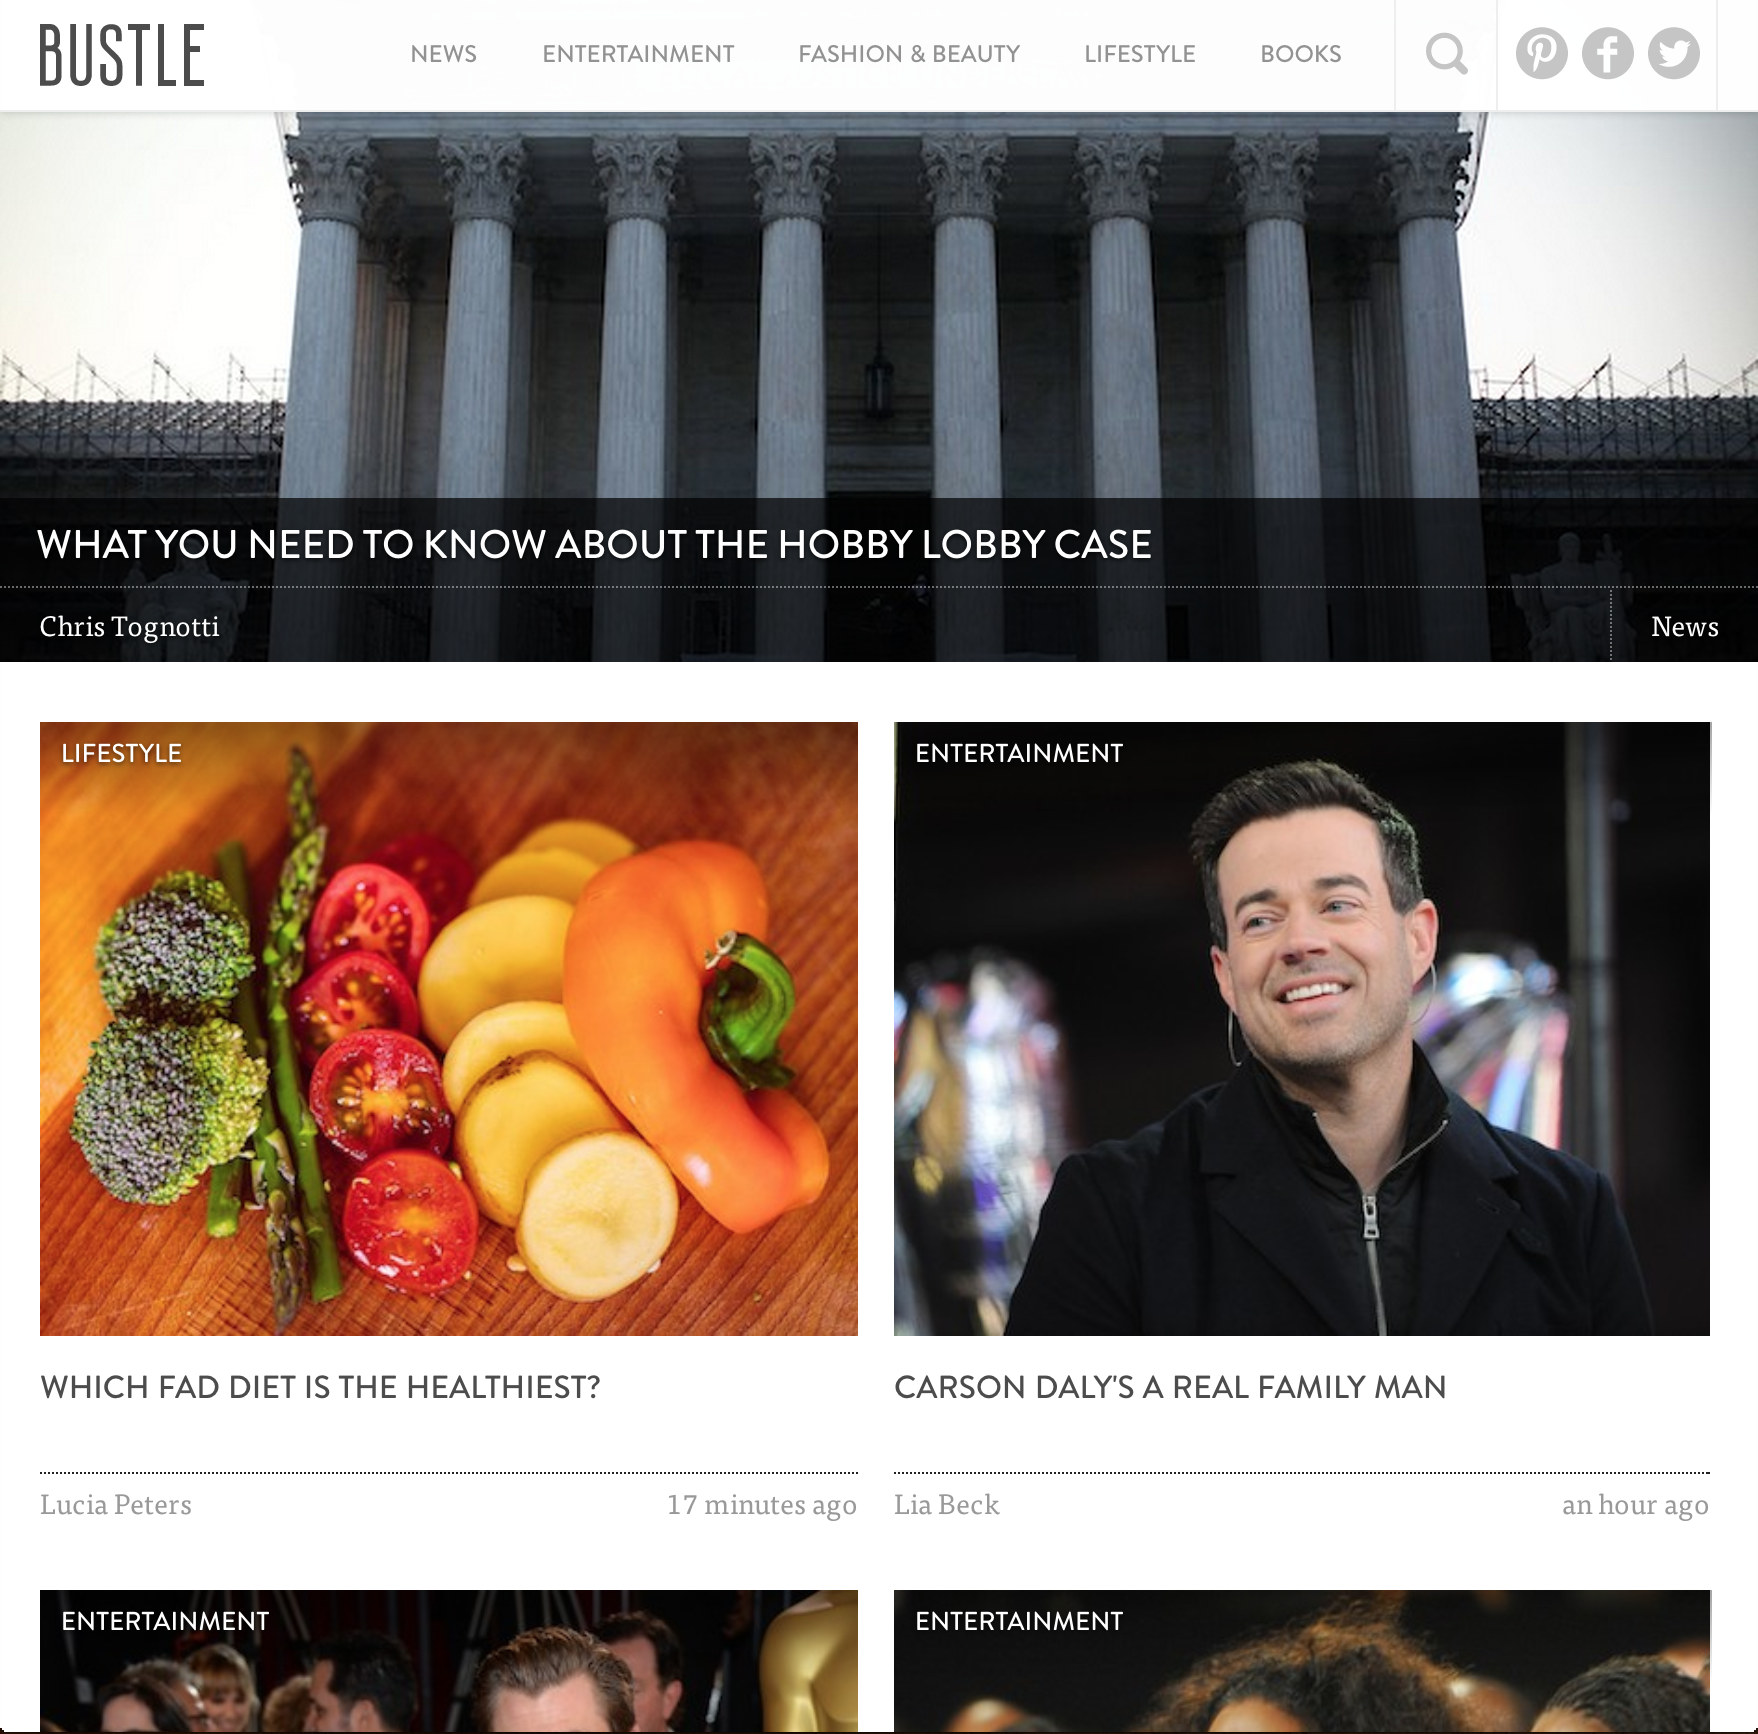 BUSTLE
NEWS
ENTERTAINMENT
FASHION & BEAUTY
LIFESTYLE
BOOKS
WHAT YOU NEED TO KNOW ABOUT THE HOBBY LOBBY CASE
Chris Tognotti
News
LIFESTYLE
WHICH FAD DIET IS THE HEALTHIEST?
Lucia Peters
17 minutes ago
ENTERTAINMENT
CARSON DALY'S A REAL FAMILY MAN
Lia Beck
an hour ago
ENTERTAINMENT
ENTERTAINMENT